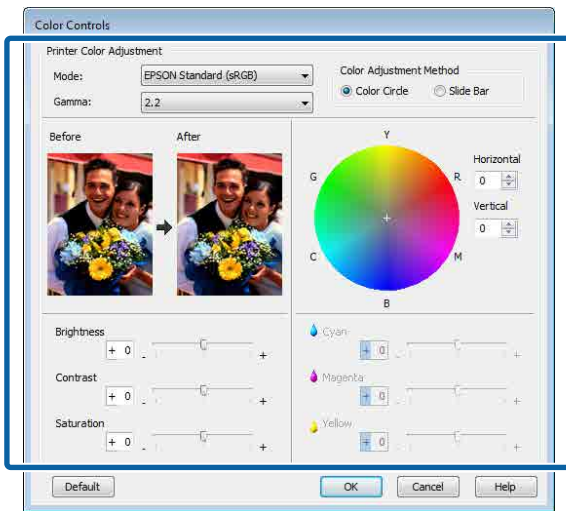 Color Controls
Printer Color Adjustment
Mode:
EPSON Standard (sRGB)
Gamma:
2.2
Color Adjustment Method
Color Circle
Slide Bar
Before
After
Y
G
R
C
M
B
Horizontal
0
Vertical
0
Brightness
+ 0
- +
Contrast
+ 0
- +
Saturation
+ 0
- +
Cyan
+ 0
- +
Magenta
+ 0
- +
Yellow
+ 0
- +
Default
OK
Cancel
Help